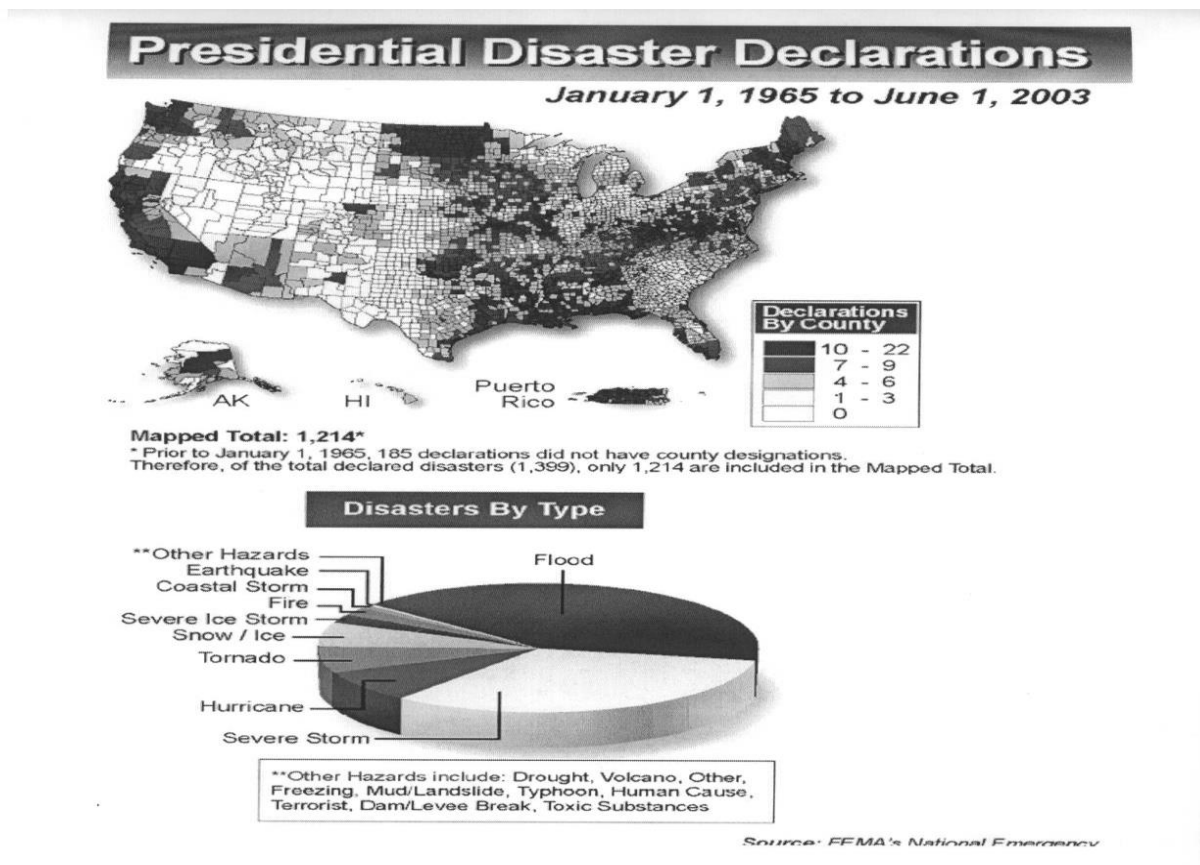 Presidential Disaster Declarations
January 1, 1965 to June 1, 2003
Declarations
By County
10 - 22
7 - 9
4 - 6
1 - 3
0
AK
HI
Puerto
Rico
Mapped Total: 1,214*
* Prior to January 1, 1965, 185 declarations did not have county designations.
Therefore, of the total declared disasters (1,399), only 1,214 are included in the Mapped Total.
Disasters By Type
**Other Hazards
Earthquake
Coastal Storm
Fire
Severe Ice Storm
Snow / Ice
Tornado
Hurricane
Severe Storm
Flood
**Other Hazards include: Drought, Volcano, Other,
Freezing, Mud/Landslide, Typhoon, Human Cause,
Terrorist, Dam/Levee Break, Toxic Substances
Source: FEMA's National Emergency